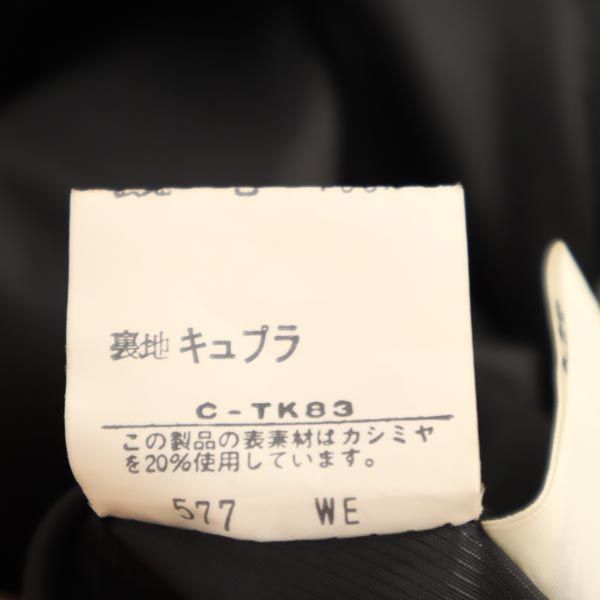 裏地 キュプラ
C-TK83
この製品の表素材はカシミヤ
を20%使用しています。
577 WE